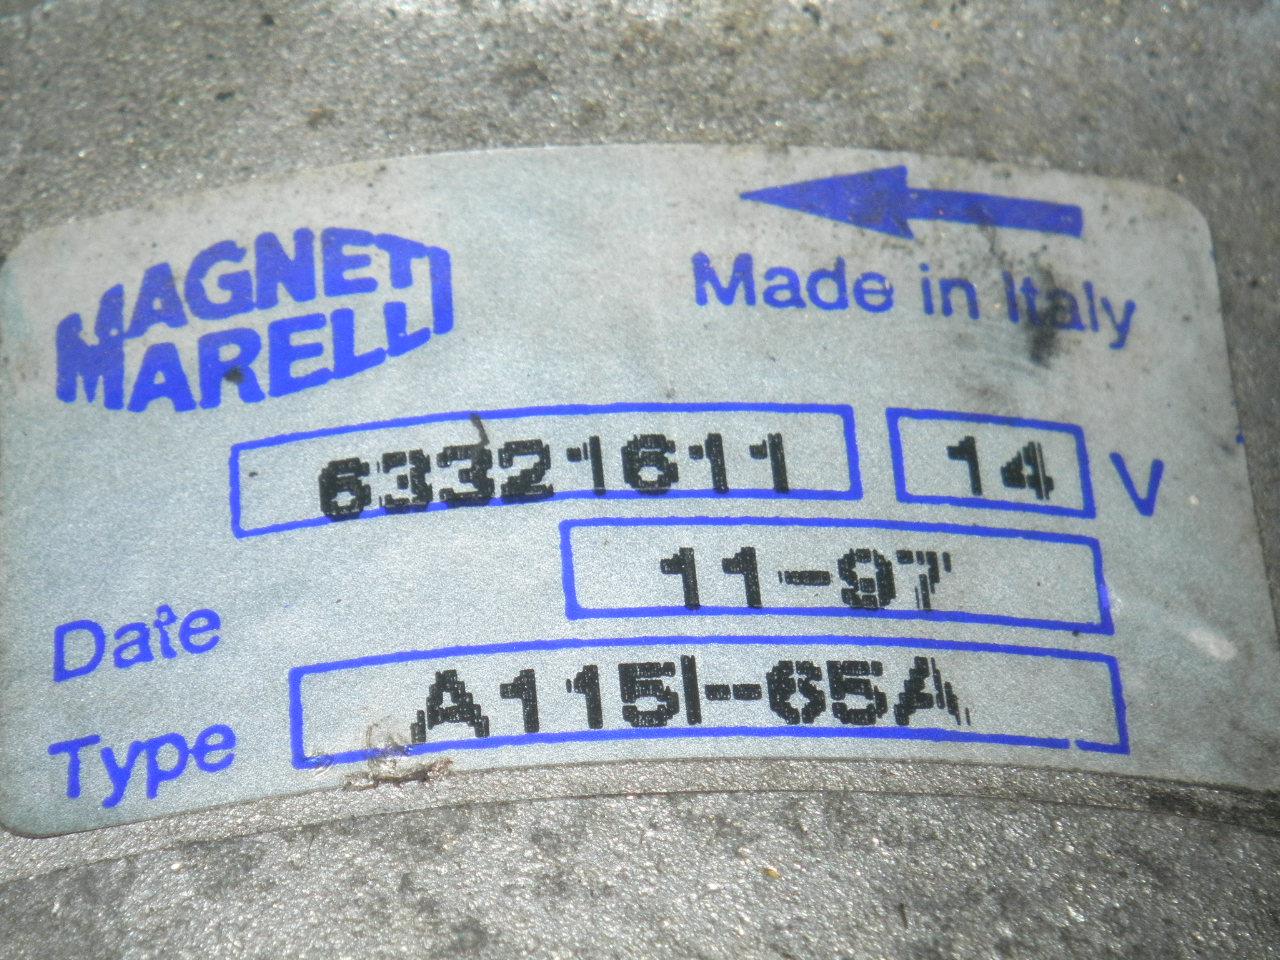 MAGNETI
MARELLI
Made in Italy
63321611 14 V
Date 11-97
Type A115I-65A